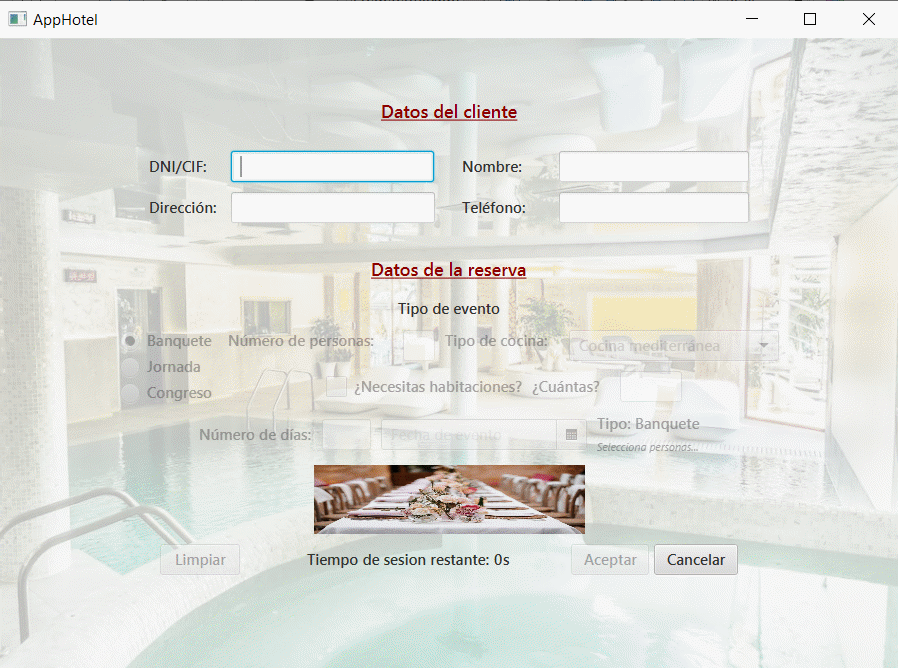 AppHotel
Datos del cliente
DNI/CIF:
Nombre:
Dirección:
Teléfono:
Datos de la reserva
Tipo de evento
Banquete Número de personas: Tipo de cocina: Cocina mediterránea
Jornada
¿Necesitas habitaciones? ¿Cuántas?
Congreso
Número de días: Fecha de evento Tipo: Banquete
Selecciona personas...
Limpiar Tiempo de sesion restante: 0s Aceptar Cancelar